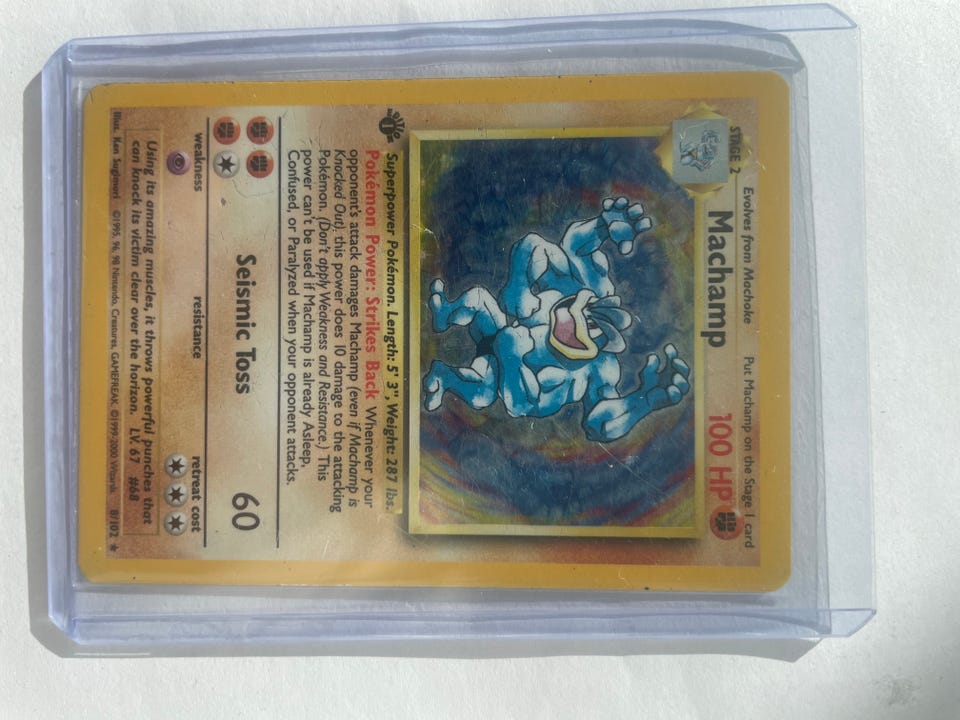 STAGE 2
Evolves from Machoke
Put Machamp on the Stage 1 card
Machamp
100 HP
EDITION
1
Superpower Pokémon. Length: 5' 3", Weight: 287 lbs.
Pokémon Power: Strikes Back Whenever your
opponent's attack damages Machamp (even if Machamp is
Knocked Out), this power does 10 damage to the attacking
Pokémon. (Don't apply Weakness and Resistance.) This
power can't be used if Machamp is already Asleep,
Confused, or Paralyzed when your opponent attacks.
Seismic Toss
60
weakness
resistance
retreat cost
Using its amazing muscles, it throws powerful punches that
can knock its victim clear over the horizon. LV. 67 #68
Illus. Ken Sugimori ©1995, 96, 98 Nintendo, Creatures, GAMEFREAK. ©1999-2000 Wizards. 8/102 ★